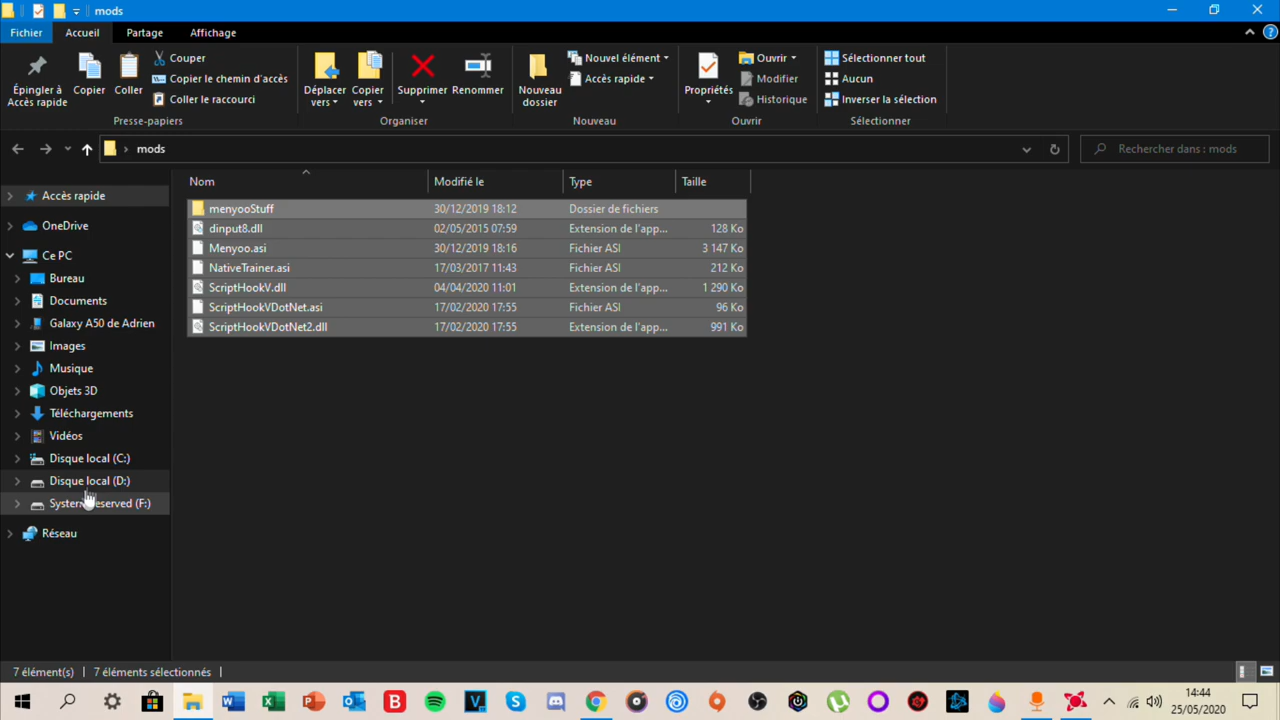 mods
Fichier
Accueil
Partage
Affichage
Épingler à
Accès rapide
Copier
Coller
Couper
Copier le chemin d'accès
Coller le raccourci
Presse-papiers
Déplacer
vers
Copier
vers
Supprimer
Renommer
Organiser
Nouveau
dossier
Nouvel élément
Accès rapide
Nouveau
Propriétés
Ouvrir
Modifier
Historique
Ouvrir
Sélectionner tout
Aucun
Inverser la sélection
Sélectionner
mods
Rechercher dans : mods
Nom Modifié le Type Taille
menyooStuff 30/12/2019 18:12 Dossier de fichiers
dinput8.dll 02/05/2015 07:59 Extension de l'app... 128 Ko
Menyoo.asi 30/12/2019 18:16 Fichier ASI 3 147 Ko
NativeTrainer.asi 17/03/2017 11:43 Fichier ASI 212 Ko
ScriptHookV.dll 04/04/2020 11:01 Extension de l'app... 1 290 Ko
ScriptHookVDotNet.asi 17/02/2020 17:55 Fichier ASI 96 Ko
ScriptHookVDotNet2.dll 17/02/2020 17:55 Extension de l'app... 991 Ko
Accès rapide
OneDrive
Ce PC
Bureau
Documents
Galaxy A50 de Adrien
Images
Musique
Objets 3D
Téléchargements
Vidéos
Disque local (C:)
Disque local (D:)
System Reserved (F:)
Réseau
7 élément(s) 7 éléments sélectionnés
14:44
25/05/2020